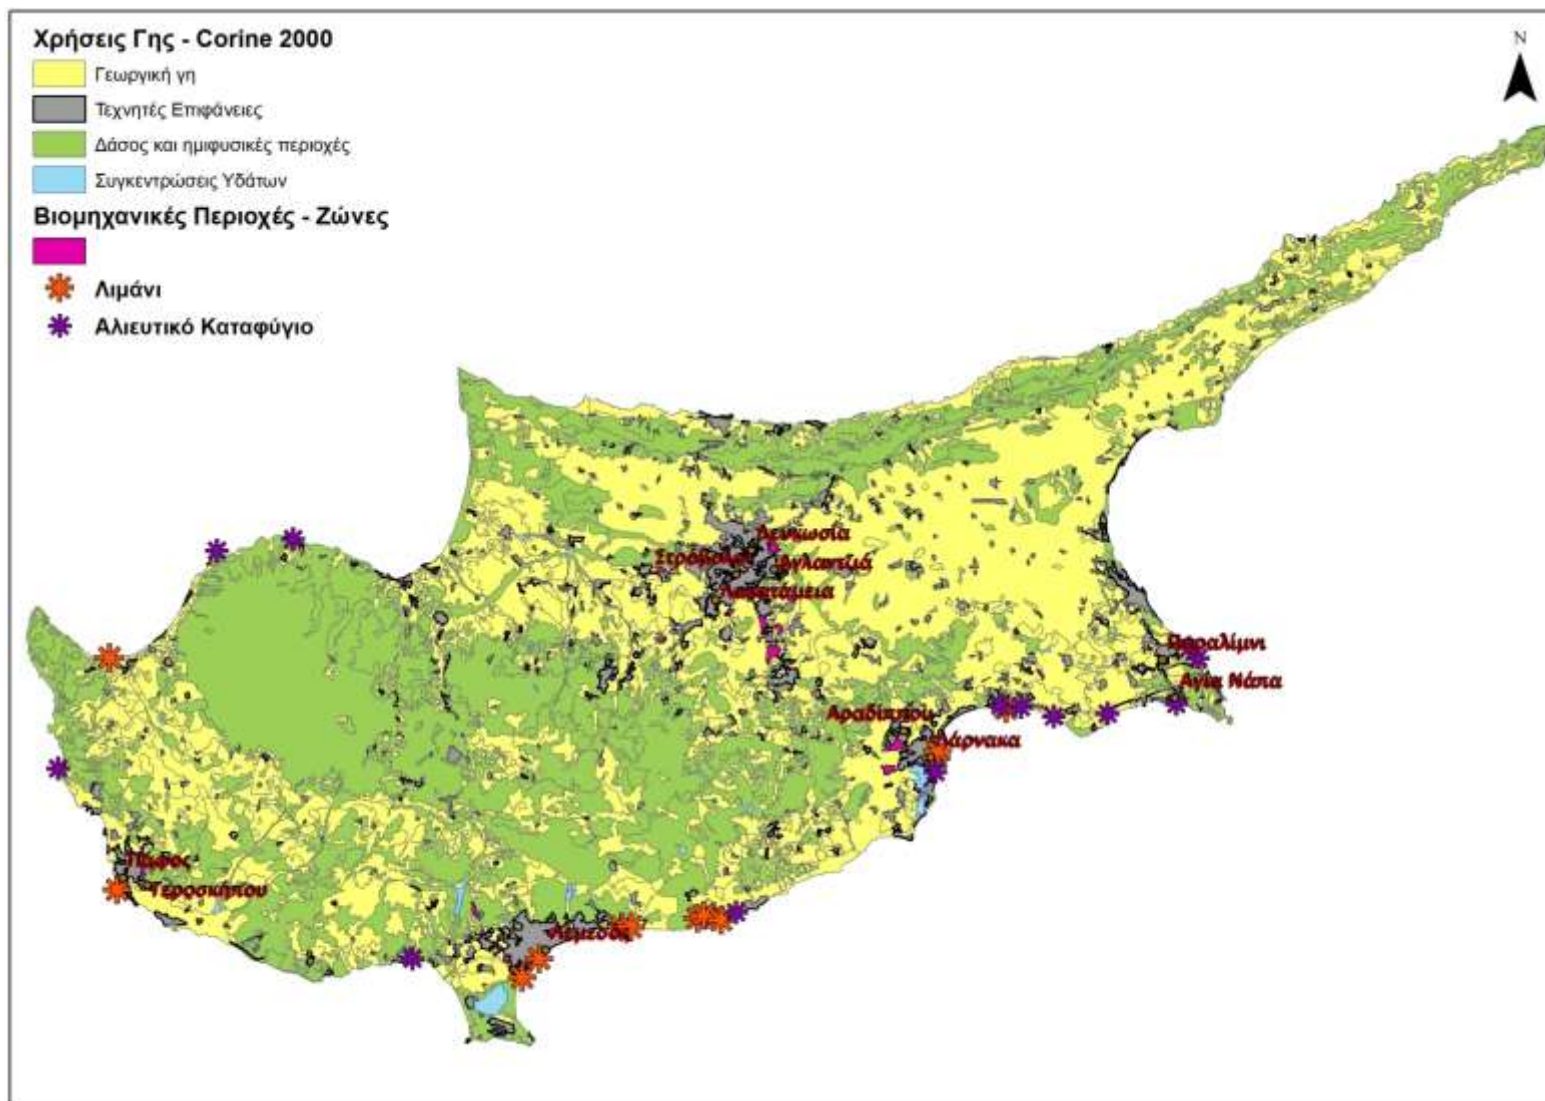 Χρήσεις Γης - Corine 2000
Γεωργική γη
Τεχνητές Επιφάνειες
Δάσος και ημιφυσικές περιοχές
Συγκεντρώσεις Υδάτων
Βιομηχανικές Περιοχές - Ζώνες
Λιμάνι
Αλιευτικό Καταφύγιο
N
Λευκωσία
Στρόβολος
Αγλαντζιά
Λακατάμεια
Παραλίμνι
Αγία Νάπα
Αραδίππου
Λάρνακα
Πάφος
Γεροσκήπου
Λεμεσός